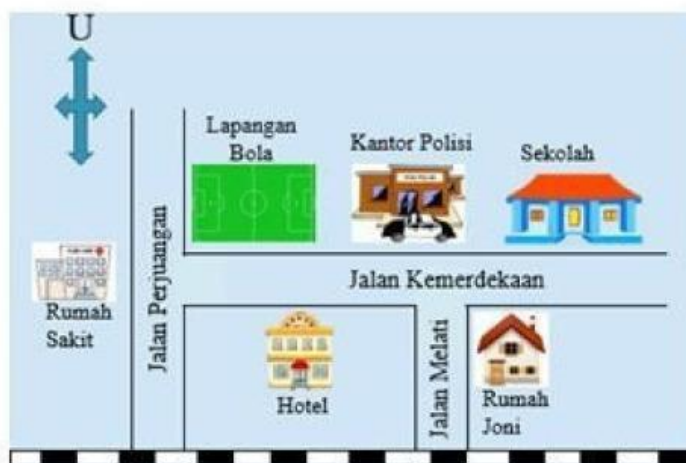 U
Lapangan
Bola
Kantor Polisi
Sekolah
Jalan Perjuangan
Jalan Kemerdekaan
Rumah
Sakit
Hotel
Jalan Melati
Rumah
Joni